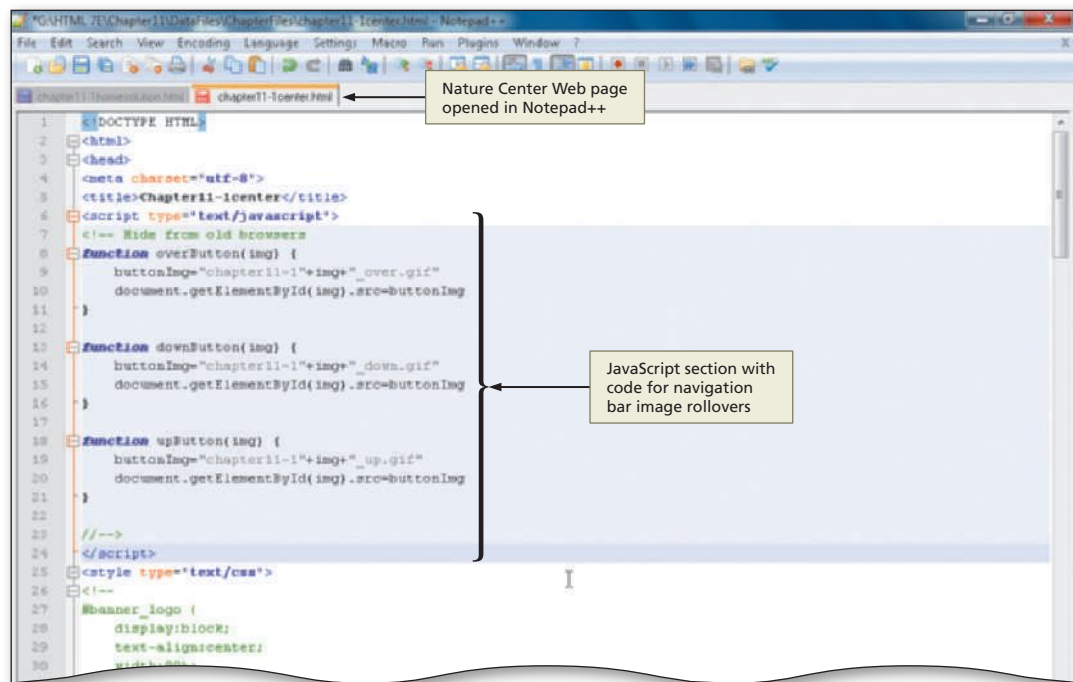 *G:\HTML 7E\Chapter11\DataFiles\ChapterFiles\chapter11-1center.html - Notepad++
File Edit Search View Encoding Language Settings Macro Run Plugins Window ?
X
chapter11-1homesolution.html chapter11-1center.html
Nature Center Web page
opened in Notepad++
1 <!DOCTYPE HTML>
2 <html>
3 <head>
4 <meta charset="utf-8">
5 <title>Chapter11-1center</title>
6 <script type="text/javascript">
7 <!-- Hide from old browsers
8 function overButton(img) {
9 buttonImg="chapter11-1"+img+"_over.gif"
10 document.getElementById(img).src=buttonImg
11 }
12
13 function downButton(img) {
14 buttonImg="chapter11-1"+img+"_down.gif"
15 document.getElementById(img).src=buttonImg
16 }
17
18 function upButton(img) {
19 buttonImg="chapter11-1"+img+"_up.gif"
20 document.getElementById(img).src=buttonImg
21 }
22
23 //-->
24 </script>
JavaScript section with
code for navigation
bar image rollovers
25 <style type="text/css">
26 <!--
27 #banner_logo {
28 display:block;
29 text-align:center;
30